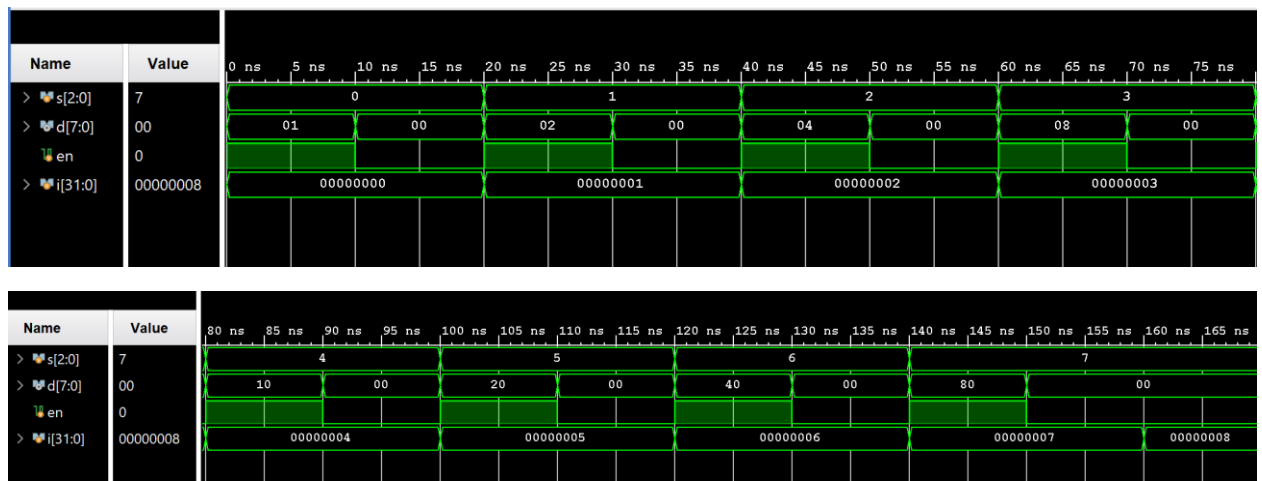 Name Value 0 ns 5 ns 10 ns 15 ns 20 ns 25 ns 30 ns 35 ns 40 ns 45 ns 50 ns 55 ns 60 ns 65 ns 70 ns 75 ns
> s[2:0] 7 0 1 2 3
> d[7:0] 00 01 00 02 00 04 00 08 00
en 0
> i[31:0] 00000008 00000000 00000001 00000002 00000003
Name Value 80 ns 85 ns 90 ns 95 ns 100 ns 105 ns 110 ns 115 ns 120 ns 125 ns 130 ns 135 ns 140 ns 145 ns 150 ns 155 ns 160 ns 165 ns
> s[2:0] 7 4 5 6 7
> d[7:0] 00 10 00 20 00 40 00 80 00
en 0
> i[31:0] 00000008 00000004 00000005 00000006 00000007 00000008